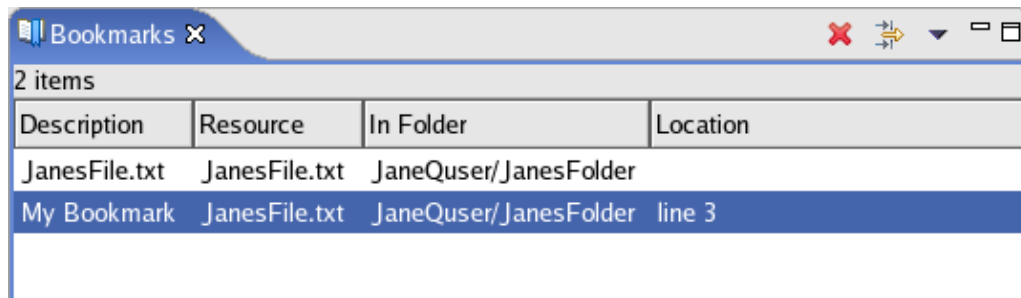 Bookmarks
2 items
Description Resource In Folder Location
JanesFile.txt JanesFile.txt JaneQuser/JanesFolder
My Bookmark JanesFile.txt JaneQuser/JanesFolder line 3